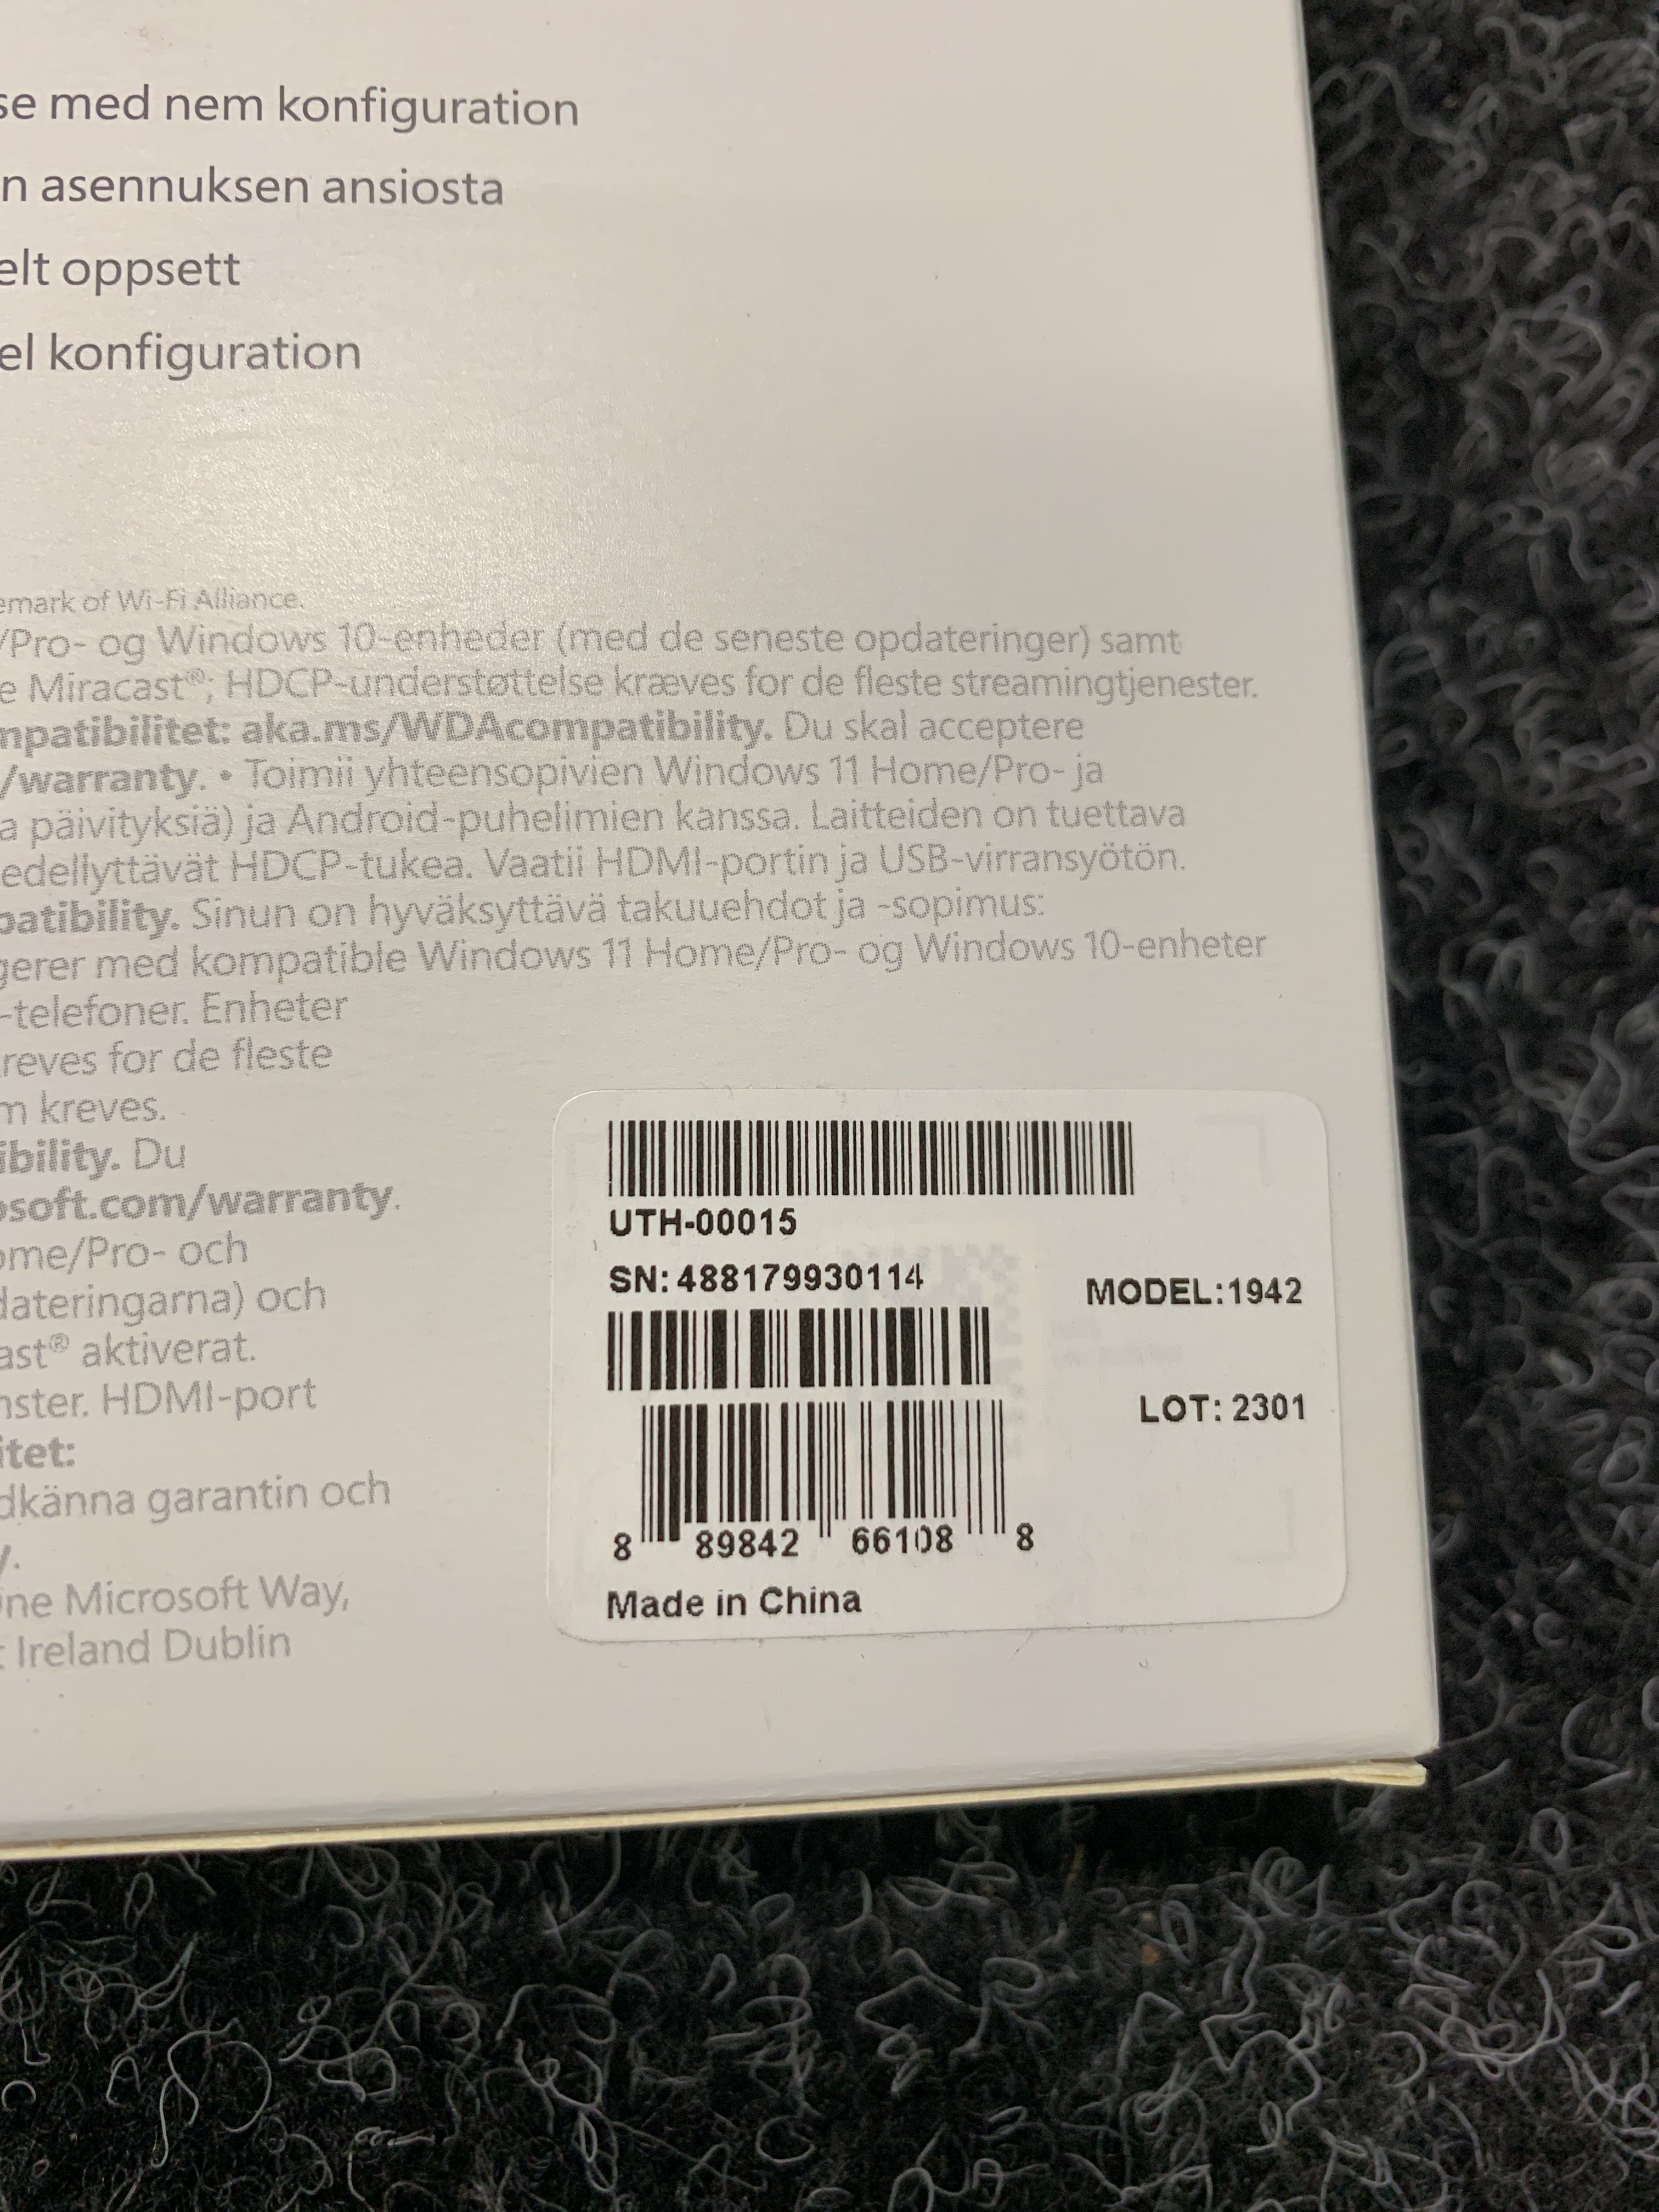 se med nem konfiguration
n asennuksen ansiosta
elt oppsett
el konfiguration
emark of Wi-Fi Alliance.
/Pro- og Windows 10-enheder (med de seneste opdateringer) samt
e Miracast®; HDCP-understøttelse kræves for de fleste streamingtjenester.
mpatibilitet: aka.ms/WDAcompatibility. Du skal acceptere
/warranty. • Toimii yhteensopivien Windows 11 Home/Pro- ja
a päivityksiä) ja Android-puhelimien kanssa. Laitteiden on tuettava
edellyttävät HDCP-tukea. Vaatii HDMI-portin ja USB-virransyötön.
patibility. Sinun on hyväksyttävä takuuehdot ja -sopimus:
gerer med kompatible Windows 11 Home/Pro- og Windows 10-enheter
-telefoner. Enheter
reves for de fleste
m kreves.
ibility. Du
osoft.com/warranty.
ome/Pro- och
dateringarna) och
ast® aktiverat.
nster. HDMI-port
itet:
dkänna garantin och
y.
One Microsoft Way,
t Ireland Dublin
UTH-00015
SN: 488179930114
MODEL:1942
LOT: 2301
8 89842 66108 8
Made in China